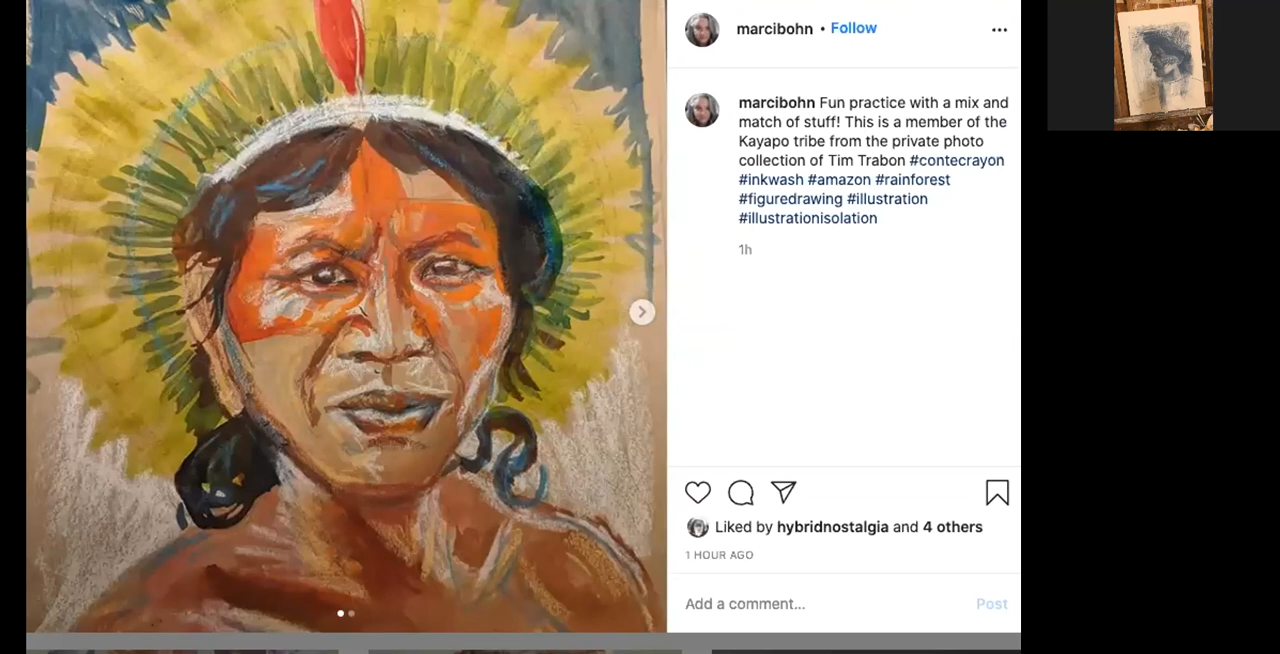 marcibohn • Follow
marcibohn Fun practice with a mix and
match of stuff! This is a member of the
Kayapo tribe from the private photo
collection of Tim Trabon #contecrayon
#inkwash #amazon #rainforest
#figuredrawing #illustration
#illustrationisolation
1h
Liked by hybridnostalgia and 4 others
1 HOUR AGO
Add a comment... Post